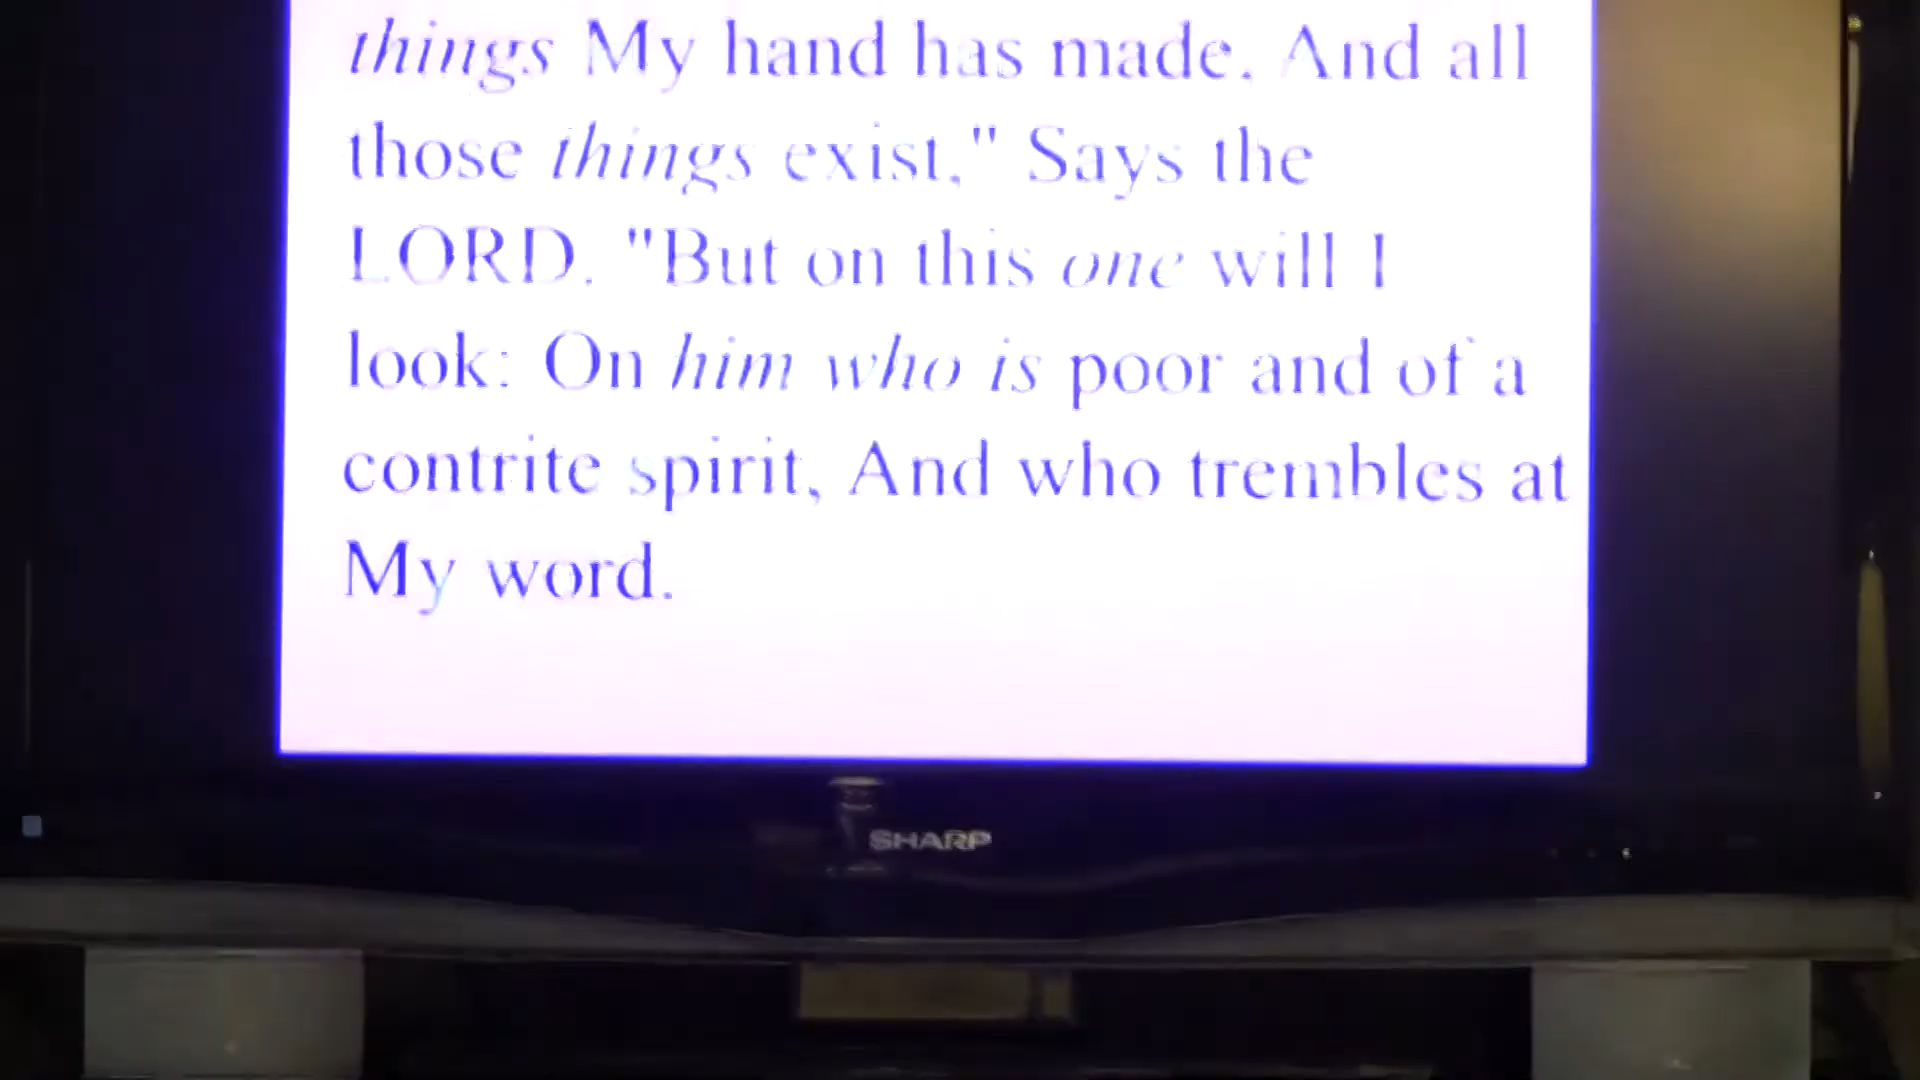 things My hand has made, And all
those things exist," Says the
LORD. "But on this one will I
look: On him who is poor and of a
contrite spirit, And who trembles at
My word.
SHARP